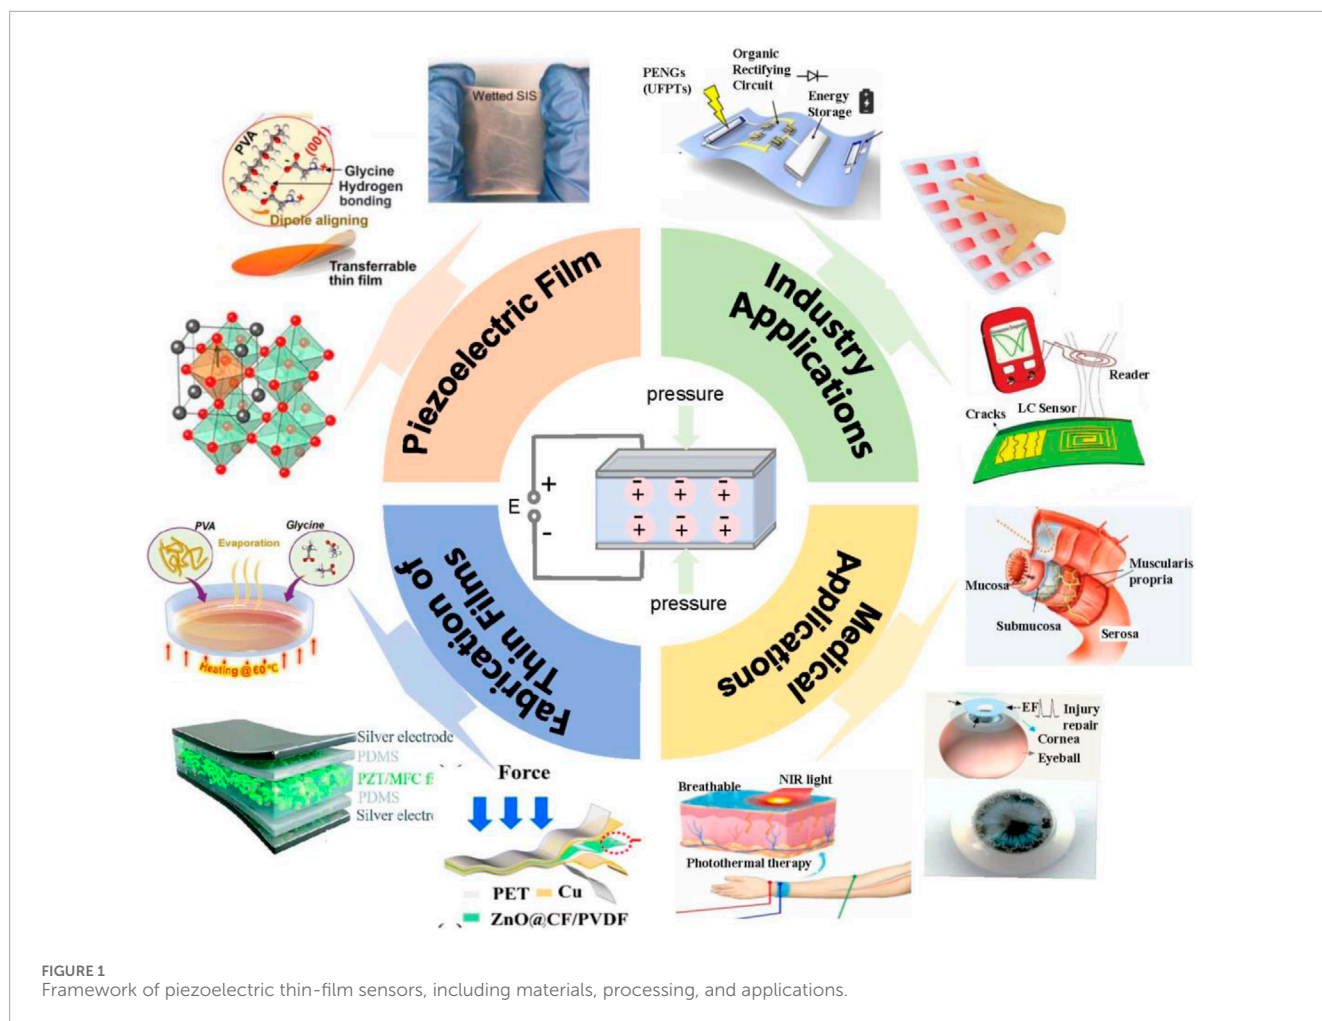 Wetted SIS
PVA
(001)
Glycine
Hydrogen
bonding
Dipole aligning
Transferrable
thin film
PENGs
(UFPTs)
Organic
Rectifying
Circuit
Energy
Storage
Reader
LC Sensor
Cracks
Piezoelectric Film
Industry
Applications
pressure
E
+
-
- - -
+ + +
- - -
+ + +
pressure
Fabrication of
Thin Films
Medical
Applications
PVA
Glycine
Evaporation
Heating @ 60 °C
Silver electrode
PDMS
PZT/MFC f
PDMS
Silver electro
Force
PET
Cu
ZnO@CF/PVDF
Mucosa
Submucosa
Muscularis
propria
Serosa
EF
Injury
repair
Cornea
Eyeball
Breathable
NIR light
Photothermal therapy
FIGURE 1
Framework of piezoelectric thin-film sensors, including materials, processing, and applications.